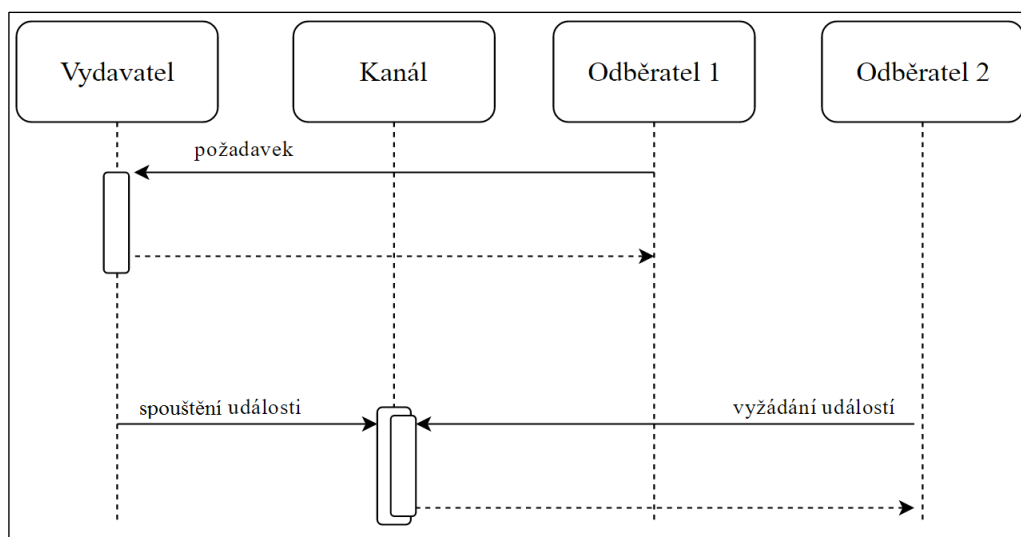 Vydavatel
Kanál
Odběratel 1
Odběratel 2
požadavek
spouštění události
vyžádání událostí